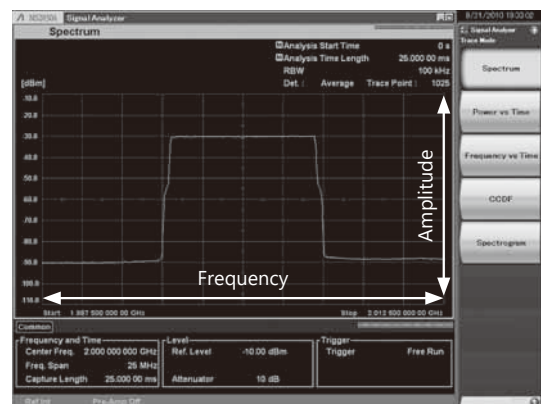 MS2690A Signal Analyzer
8/21/2010 19:33:02
Spectrum
Signal Analyzer
Trace Mode
Analysis Start Time 0 s
Analysis Time Length 25.000 00 ms
RBW 100 kHz
Det. : Average Trace Point : 1025
[dBm]
-10.0
-20.0
-30.0
-40.0
-50.0
-60.0
-70.0
-80.0
-90.0
-100.0
-110.0
Amplitude
Frequency
Start 1.987 500 000 00 GHz
Stop 2.012 500 000 00 GHz
Spectrum
Power vs Time
Frequency vs Time
CCDF
Spectrogram
Common
Frequency and Time
Center Freq. 2.000 000 000 GHz
Freq. Span 25 MHz
Capture Length 25.000 00 ms
Level
Ref. Level -10.00 dBm
Attenuator 10 dB
Trigger
Trigger Free Run
Ref.Int Pre-Amp Off